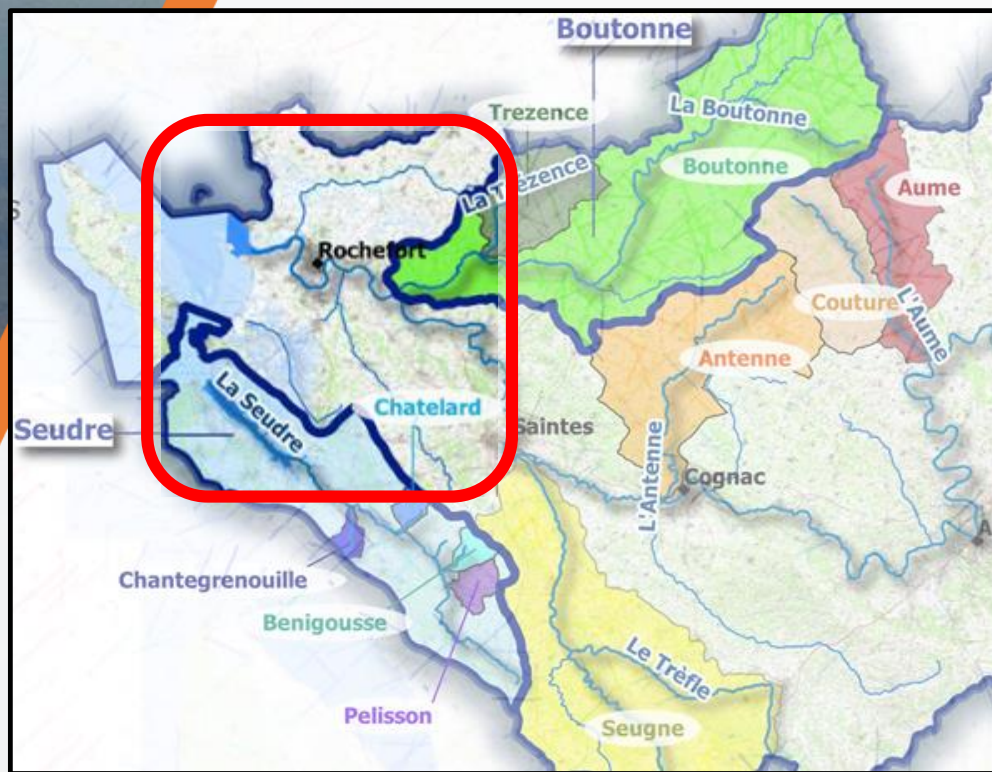 Boutonne
Trezence
La Boutonne
La Trézence
Boutonne
Aume
Rochefort
Couture
L'Aume
Antenne
La Seudre
Chatelard
Seudre
Saintes
L'Antenne
Cognac
Chantegrenouille
Benigousse
Le Trèfle
Pelisson
Seugne